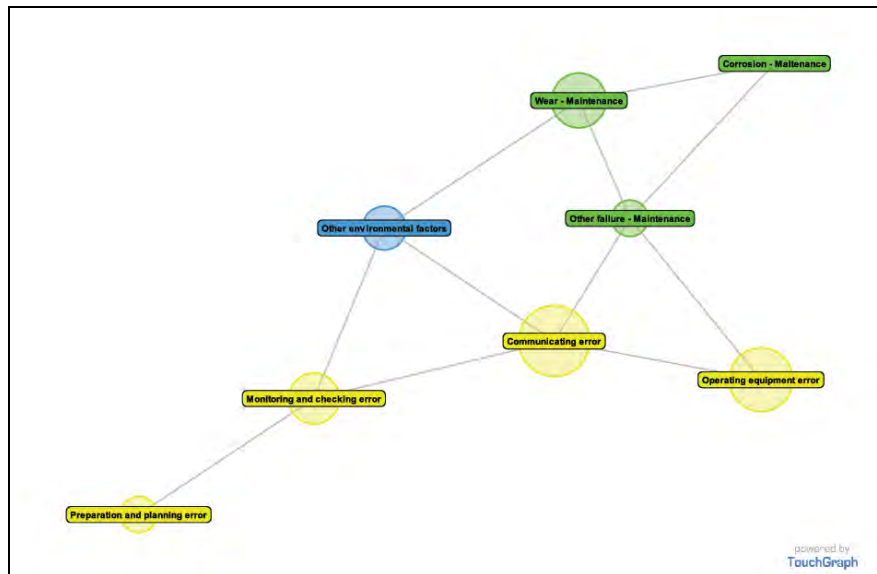 Corrosion - Maltenance
Wear - Maintenance
Other failure - Maintenance
Other environmental factors
Communicating error
Operating equipment error
Monitoring and checking error
Preparation and planning error
powered by
TouchGraph